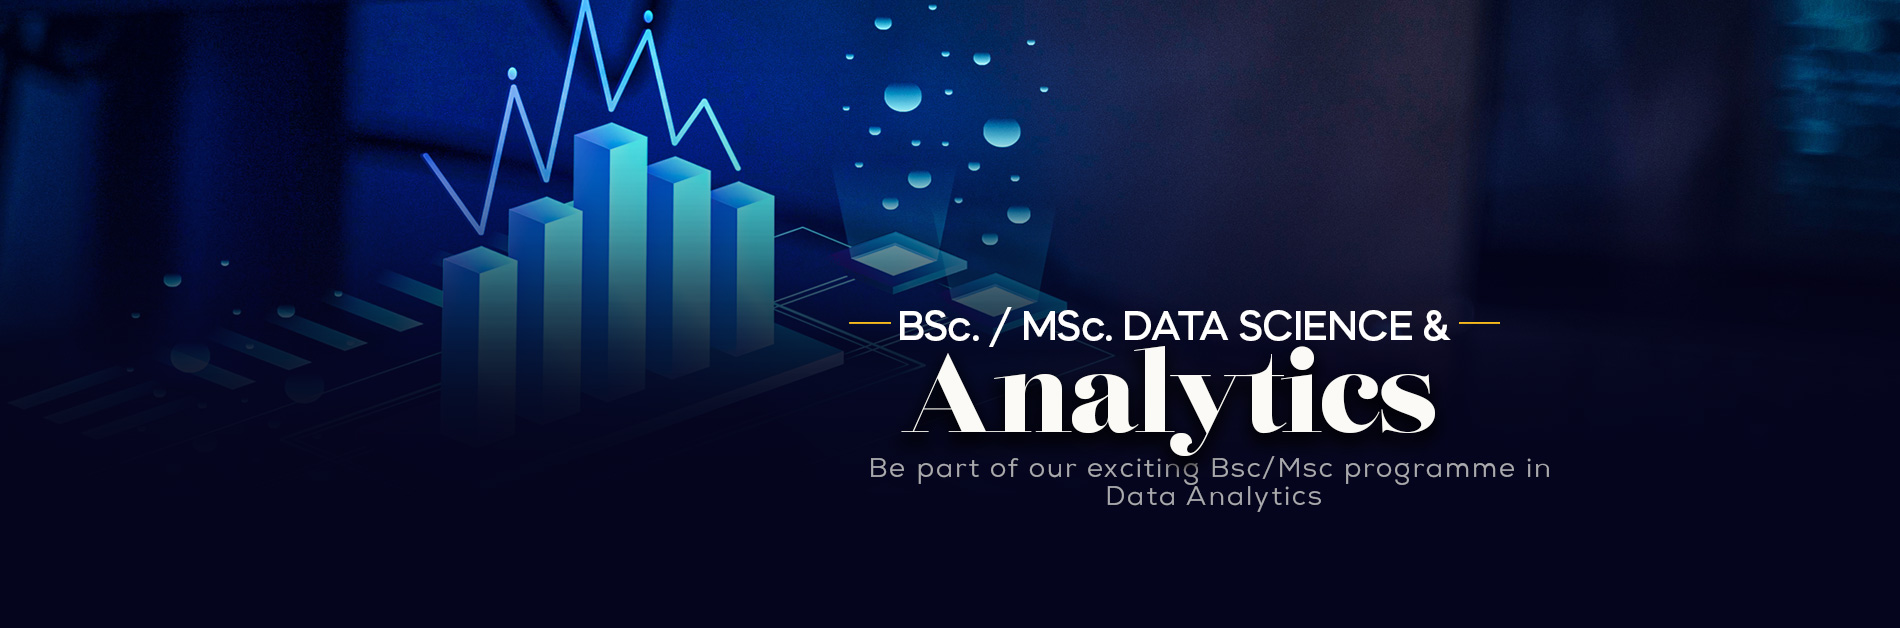 BSc. / MSc. DATA SCIENCE &
Analytics
Be part of our exciting Bsc/Msc programme in
Data Analytics